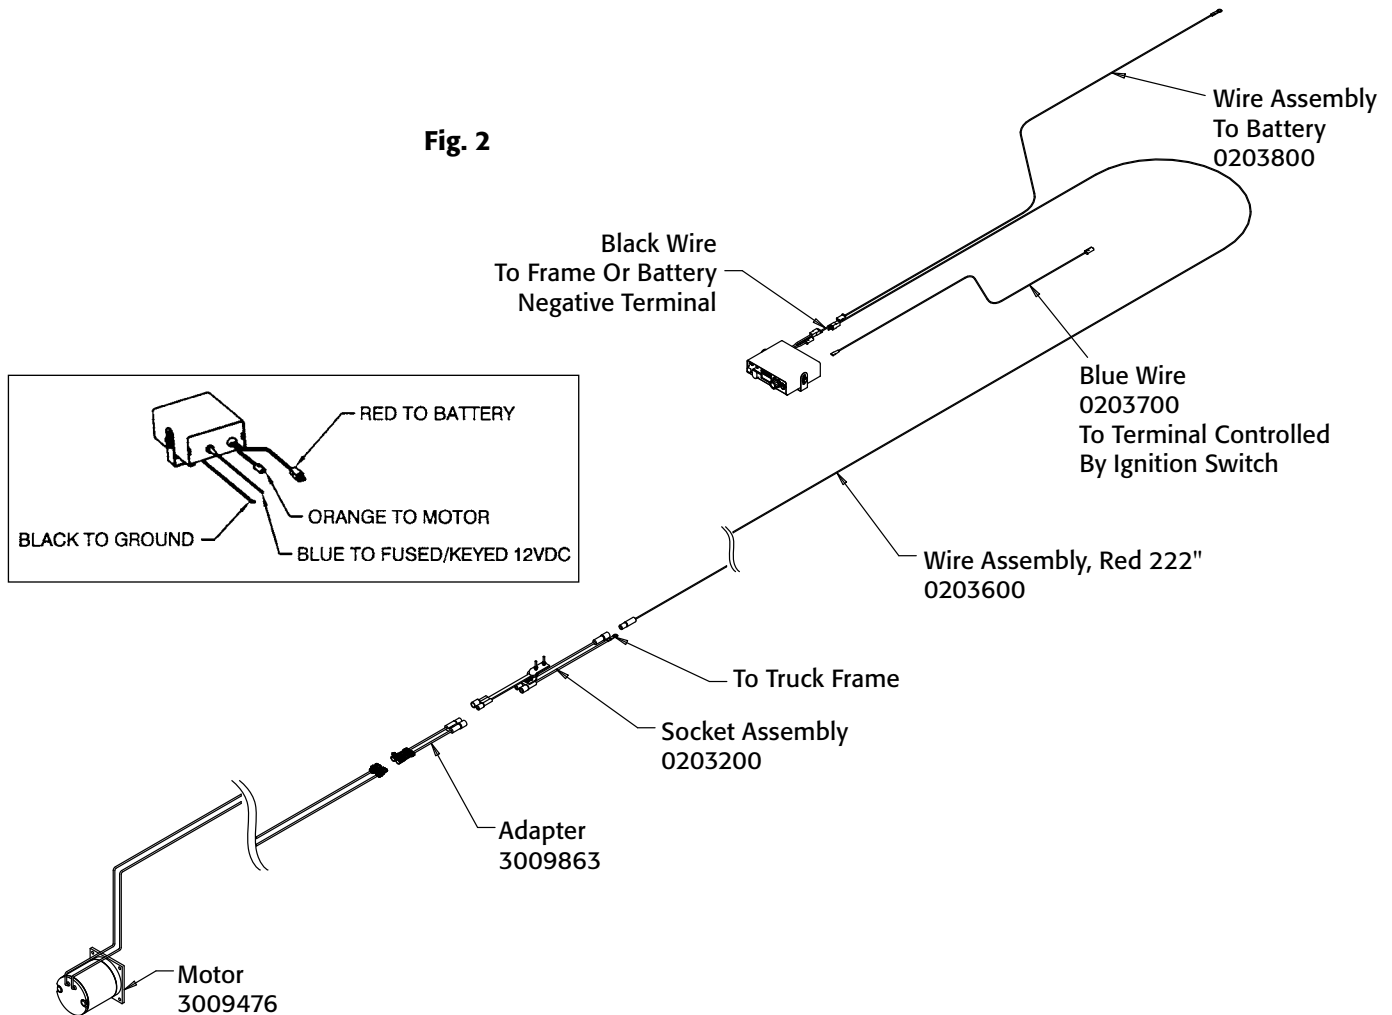 Fig. 2
Wire Assembly
To Battery
0203800
Black Wire
To Frame Or Battery
Negative Terminal
Blue Wire
0203700
To Terminal Controlled
By Ignition Switch
RED TO BATTERY
ORANGE TO MOTOR
BLACK TO GROUND
BLUE TO FUSED/KEYED 12VDC
Wire Assembly, Red 222"
0203600
To Truck Frame
Socket Assembly
0203200
Adapter
3009863
Motor
3009476